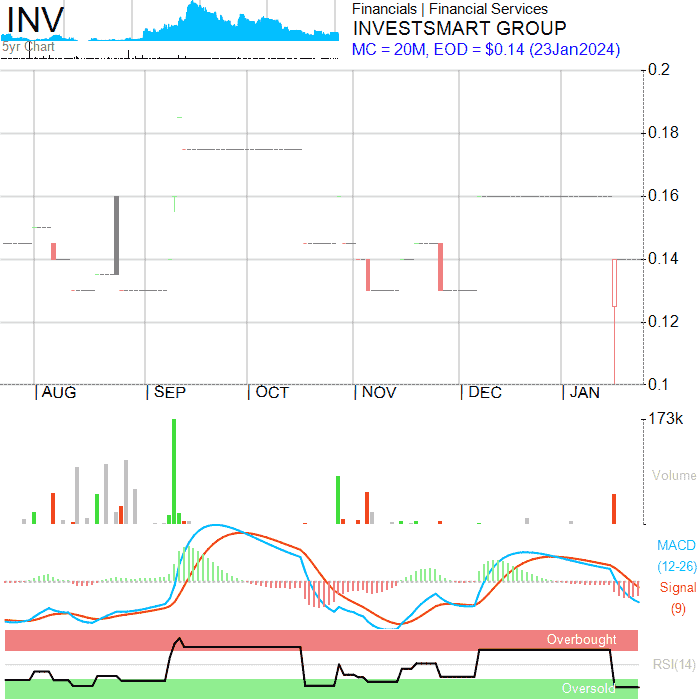 INV
5yr Chart
Financials | Financial Services
INVESTSMART GROUP
MC = 20M, EOD = $0.14 (23Jan2024)
0.2
0.18
0.16
0.14
0.12
0.1
AUG SEP OCT NOV DEC JAN
173k
Volume
MACD
(12-26)
Signal
(9)
Overbought
RSI(14)
Oversold